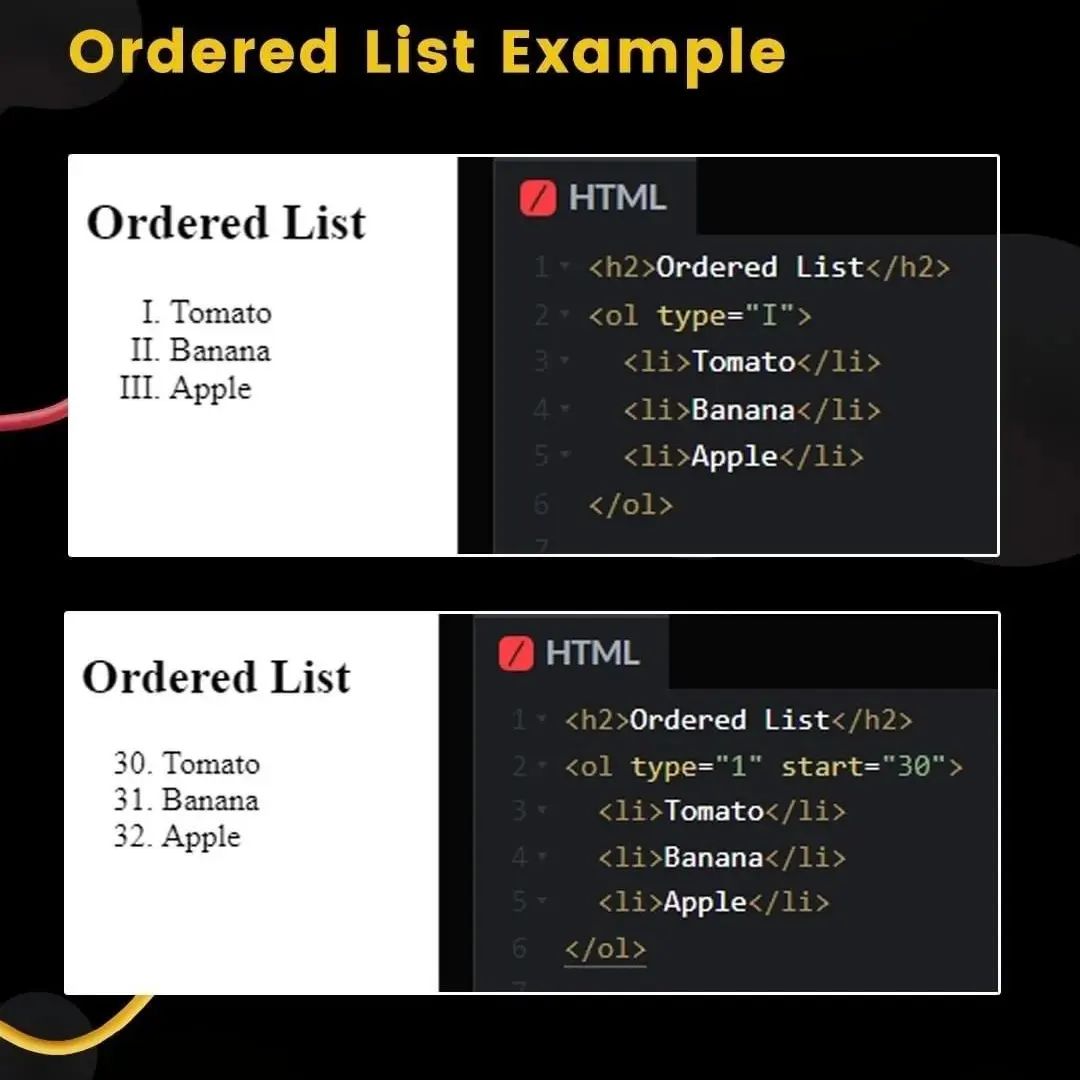 Ordered List Example
Ordered List
I. Tomato
II. Banana
III. Apple
HTML
1 <h2>Ordered List</h2>
2 <ol type="I">
3 <li>Tomato</li>
4 <li>Banana</li>
5 <li>Apple</li>
6 </ol>
7
Ordered List
30. Tomato
31. Banana
32. Apple
HTML
1 <h2>Ordered List</h2>
2 <ol type="1" start="30">
3 <li>Tomato</li>
4 <li>Banana</li>
5 <li>Apple</li>
6 </ol>
7